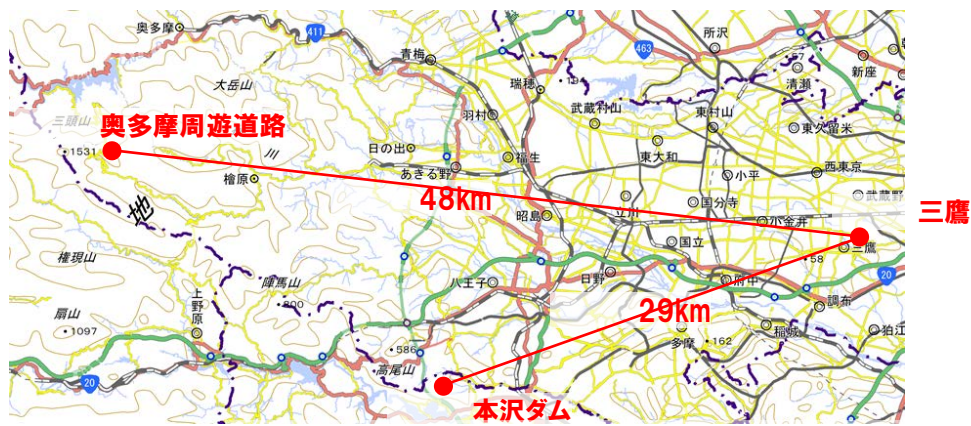 奥多摩
411
青梅
463
所沢
清瀬
新座
大岳山
瑞穂
武蔵村山
東村山
東久留米
羽村
三頭山
奥多摩周遊道路
1531
川
日の出
福生
東大和
あきる野
小平
西東京
檜原
48km
昭島
立川
国分寺
武蔵野
三鷹
地
小金井
国立
三鷹
58
権現山
陣馬山
800
八王子
日野
府中
20
上野原
調布
扇山
1097
29km
多摩
162
稲城
狛江
586
高尾山
20
本沢ダム